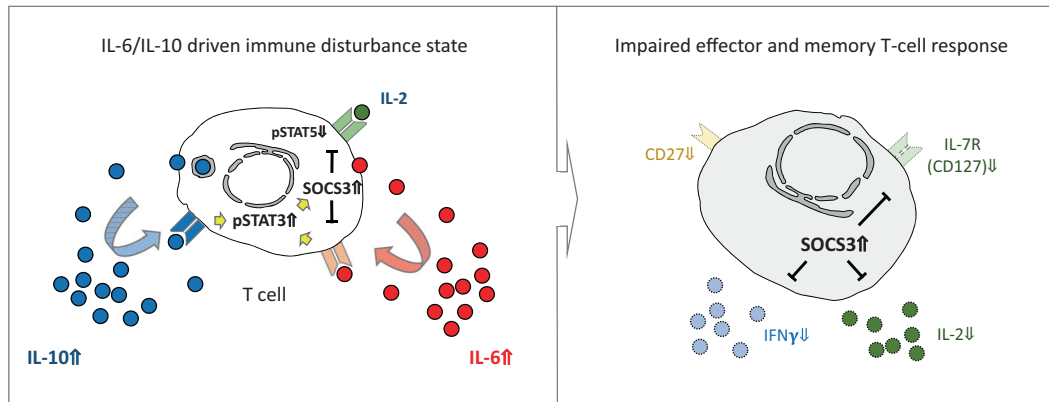 IL-6/IL-10 driven immune disturbance state
IL-2
pSTAT5⇓
SOCS3⇑
pSTAT3⇑
T cell
IL-10⇑
IL-6⇑
Impaired effector and memory T-cell response
CD27⇓
IL-7R
(CD127)⇓
SOCS3⇑
IFNγ⇓
IL-2⇓